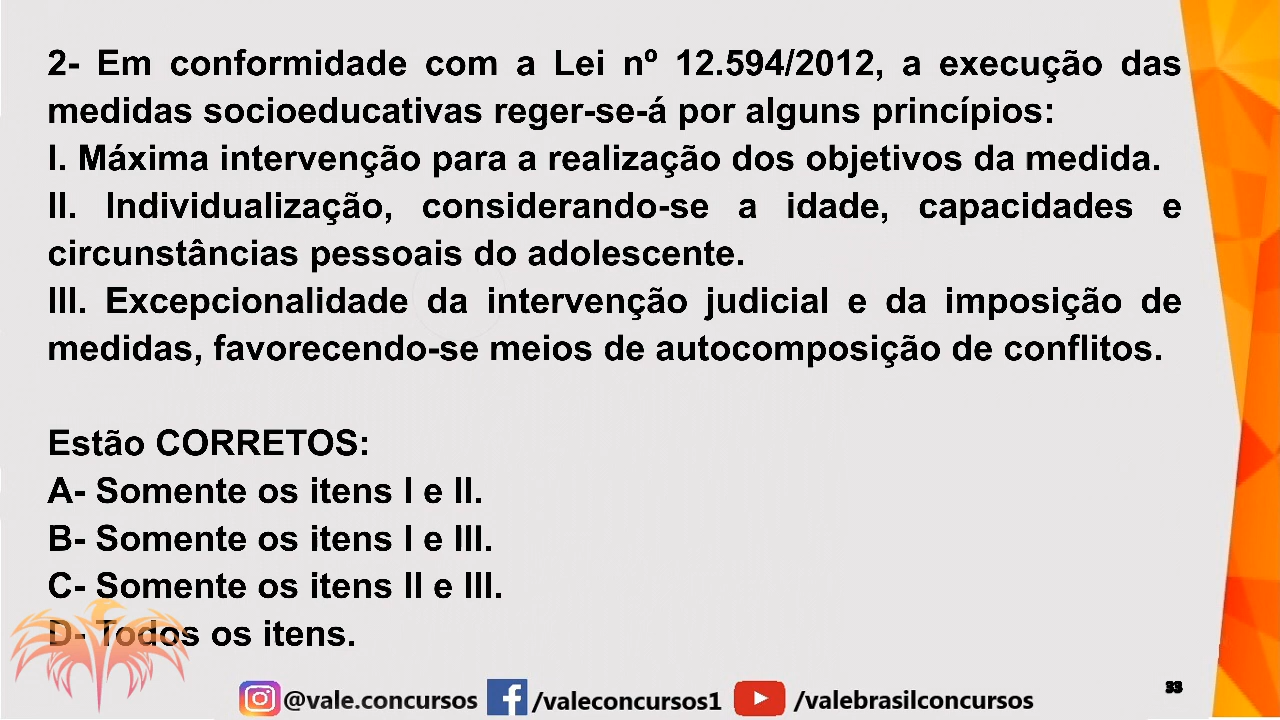 2- Em conformidade com a Lei nº 12.594/2012, a execução das
medidas socioeducativas reger-se-á por alguns princípios:
I. Máxima intervenção para a realização dos objetivos da medida.
II. Individualização, considerando-se a idade, capacidades e
circunstâncias pessoais do adolescente.
III. Excepcionalidade da intervenção judicial e da imposição de
medidas, favorecendo-se meios de autocomposição de conflitos.
Estão CORRETOS:
A- Somente os itens I e II.
B- Somente os itens I e III.
C- Somente os itens II e III.
D- Todos os itens.
@vale.concursos /valeconcursos1 /valebrasilconcursos
33